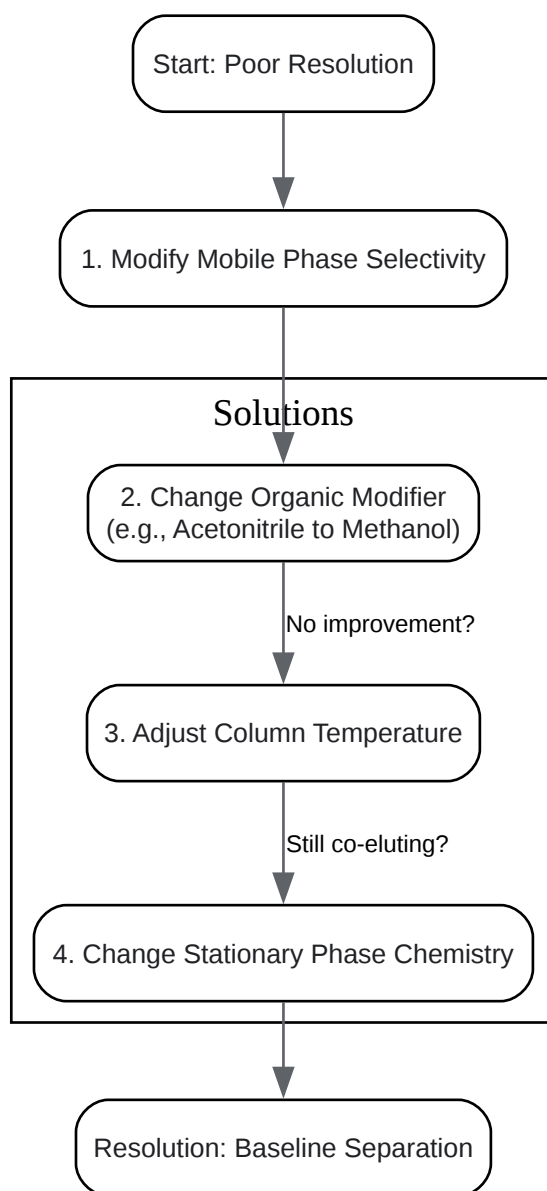 Start: Poor Resolution
1. Modify Mobile Phase Selectivity
Solutions
2. Change Organic Modifier
(e.g., Acetonitrile to Methanol)
No improvement?
3. Adjust Column Temperature
Still co-eluting?
4. Change Stationary Phase Chemistry
Resolution: Baseline Separation